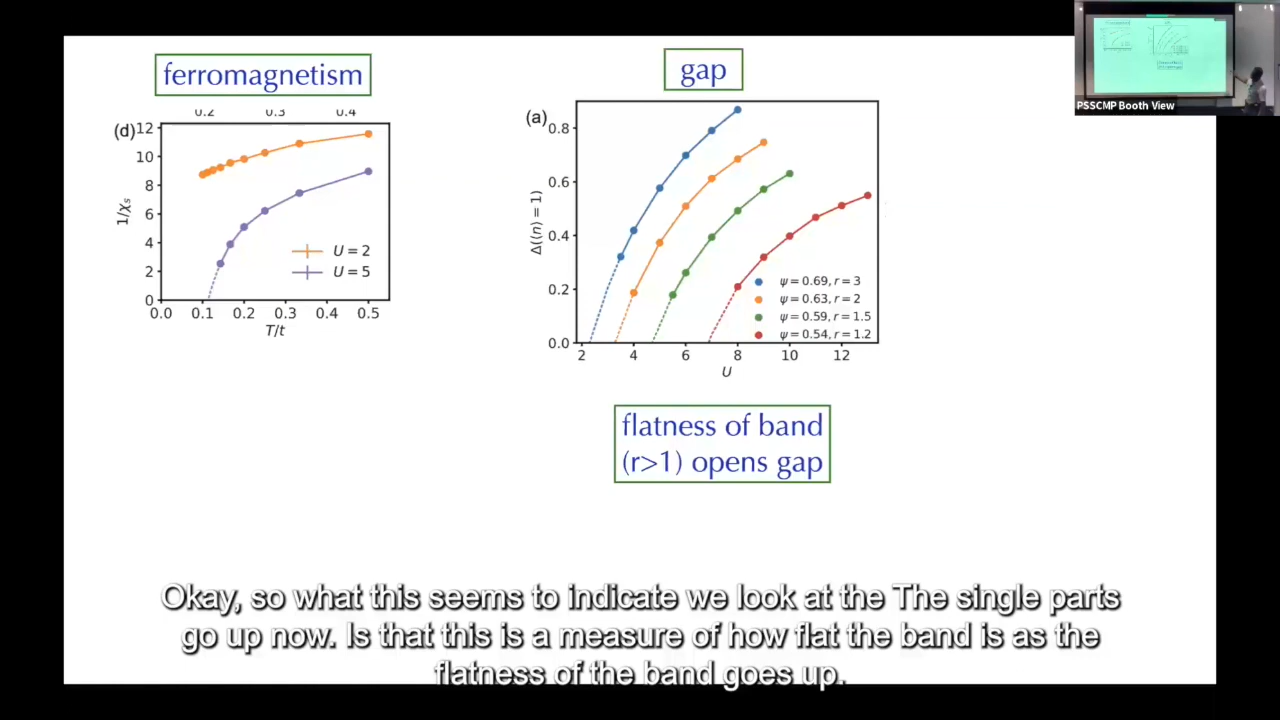 ferromagnetism
gap
PSSCMP Booth View
0.2 0.3 0.4
(d)
12
10
8
6
4
2
0
1/χs
U = 2
U = 5
0.0 0.1 0.2 0.3 0.4 0.5
T/t
(a)
0.8
0.6
0.4
0.2
0.0
Δ(⟨n⟩ = 1)
ψ = 0.69, r = 3
ψ = 0.63, r = 2
ψ = 0.59, r = 1.5
ψ = 0.54, r = 1.2
2 4 6 8 10 12
U
flatness of band
(r>1) opens gap
Okay, so what this seems to indicate we look at the The single parts
go up now. Is that this is a measure of how flat the band is as the
flatness of the band goes up.